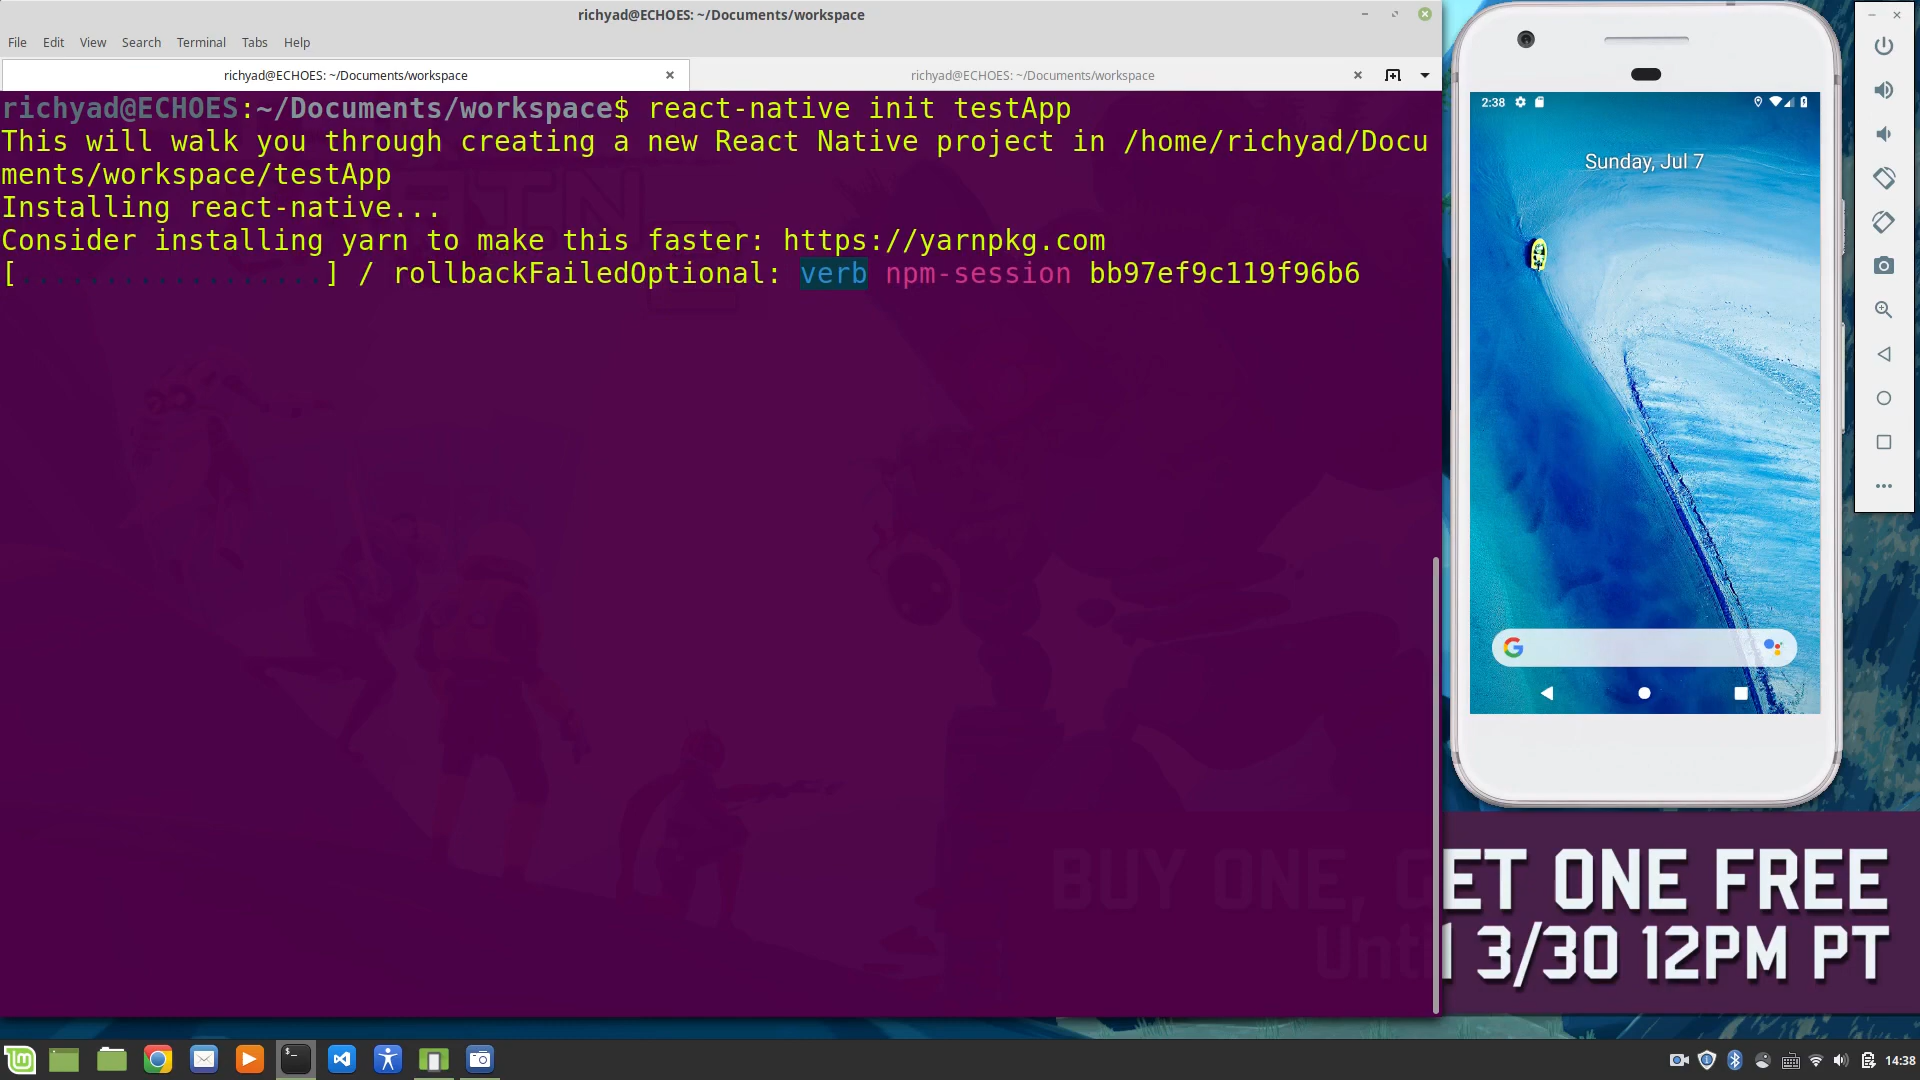 richyad@ECHOES: ~/Documents/workspace
File Edit View Search Terminal Tabs Help
richyad@ECHOES: ~/Documents/workspace
richyad@ECHOES: ~/Documents/workspace
richyad@ECHOES:~/Documents/workspace$ react-native init testApp
This will walk you through creating a new React Native project in /home/richyad/Docu
ments/workspace/testApp
Installing react-native...
Consider installing yarn to make this faster: https://yarnpkg.com
[..................] / rollbackFailedOptional: verb npm-session bb97ef9c119f96b6
2:38
Sunday, Jul 7
BUY ONE, GET ONE FREE
Until 3/30 12PM PT
14:38